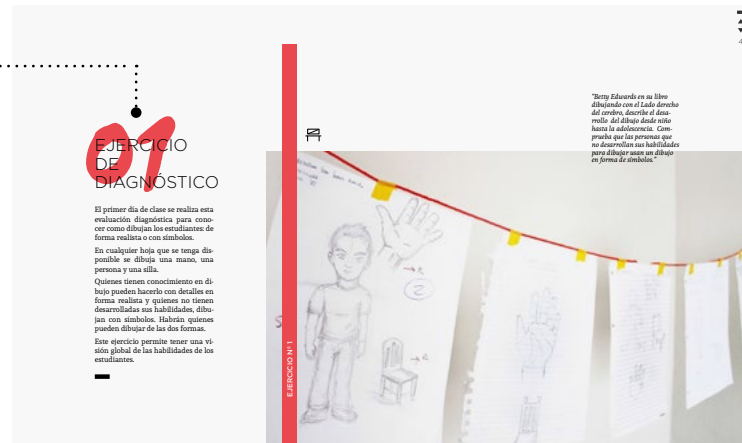 01
EJERCICIO
DE
DIAGNÓSTICO
El primer día de clase se realiza esta
evaluación diagnóstica para cono-
cer como dibujan los estudiantes: de
forma realista o con símbolos.
En cualquier hoja que se tenga dis-
ponible se dibuja una mano, una
persona y una silla.
Quienes tienen conocimiento en di-
bujo pueden hacerlo con detalles en
forma realista y quienes no tienen
desarrolladas sus habilidades, dibu-
jan con símbolos. Habrán quienes
pueden dibujar de las dos formas.
Este ejercicio permite tener una vi-
sión global de las habilidades de los
estudiantes.
EJERCICIO Nº 1
"Betty Edwards en su libro
dibujando con el Lado derecho
del cerebro, describe el desa-
rrollo del dibujo desde niño
hasta la adolescencia. Com-
prueba que las personas que
no desarrollan sus habilidades
para dibujar usan un dibujo
en forma de símbolos."
2